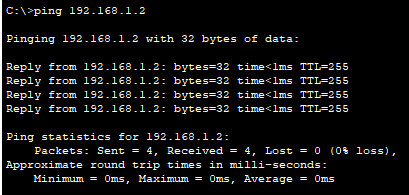 C:\>ping 192.168.1.2
Pinging 192.168.1.2 with 32 bytes of data:
Reply from 192.168.1.2: bytes=32 time<1ms TTL=255
Reply from 192.168.1.2: bytes=32 time<1ms TTL=255
Reply from 192.168.1.2: bytes=32 time<1ms TTL=255
Reply from 192.168.1.2: bytes=32 time<1ms TTL=255
Ping statistics for 192.168.1.2:
    Packets: Sent = 4, Received = 4, Lost = 0 (0% loss),
Approximate round trip times in milli-seconds:
    Minimum = 0ms, Maximum = 0ms, Average = 0ms